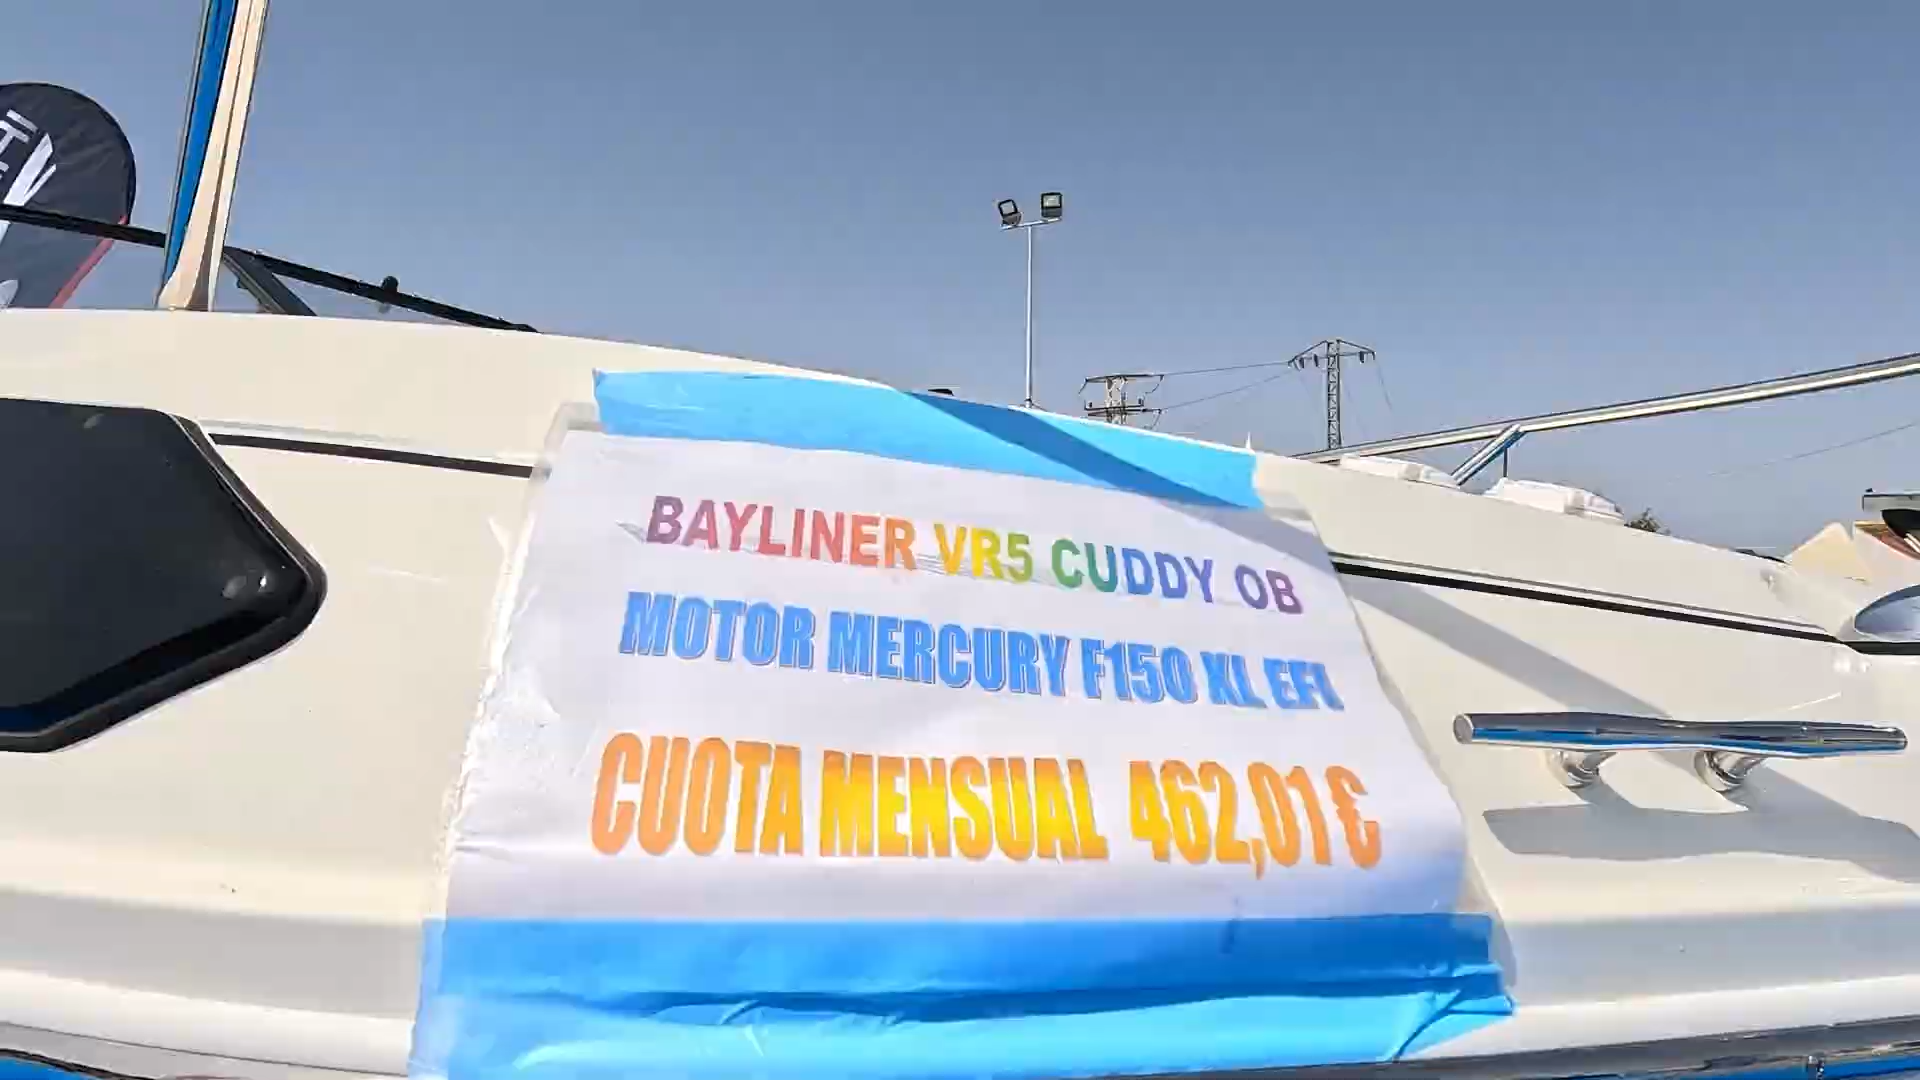 BAYLINER VR5 CUDDY OB
MOTOR MERCURY F150 XL EFI
CUOTA MENSUAL 462,01 €